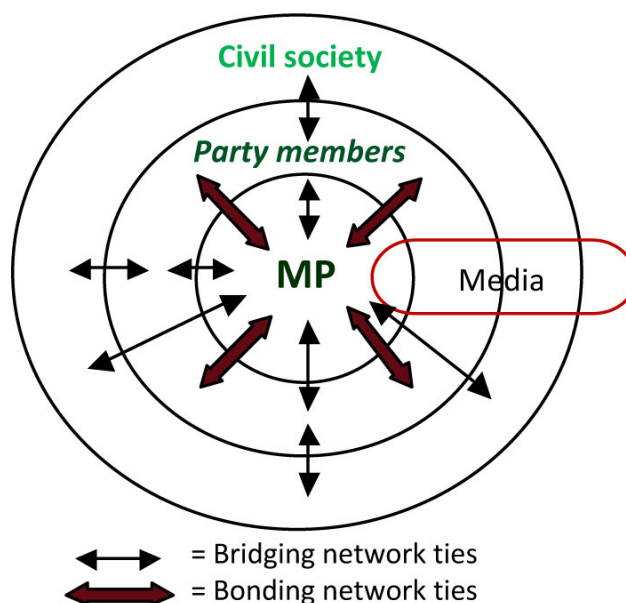 Civil society
Party members
MP
Media
= Bridging network ties
= Bonding network ties